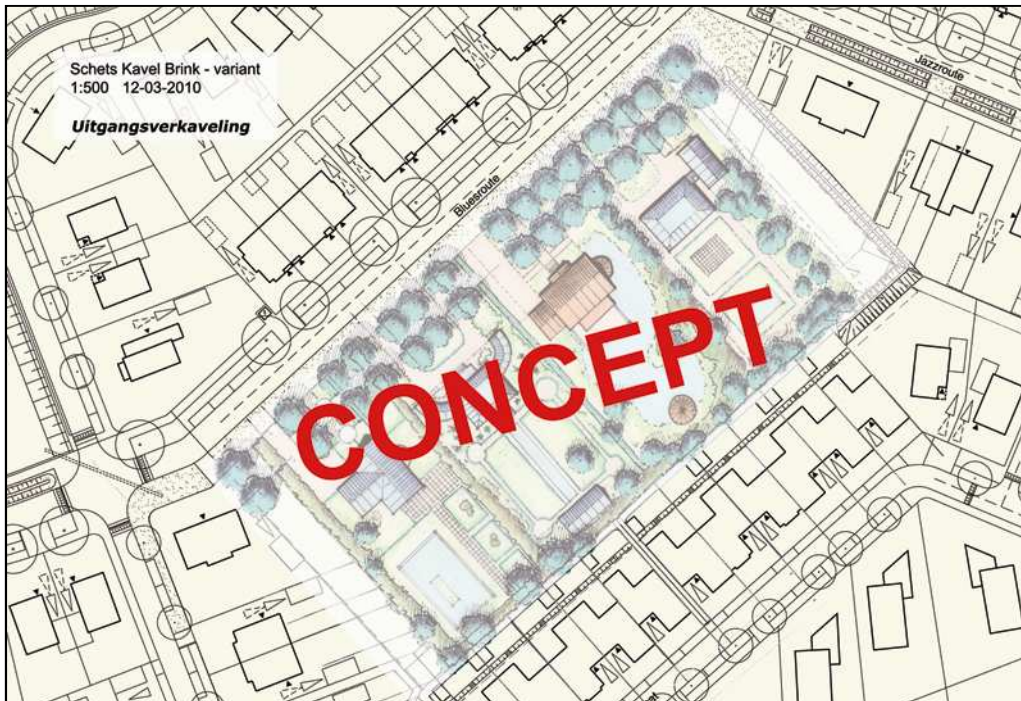 Schets Kavel Brink - variant
1:500 12-03-2010
Uitgangsverkaveling
Jazzroute
Bluesroute
CONCEPT